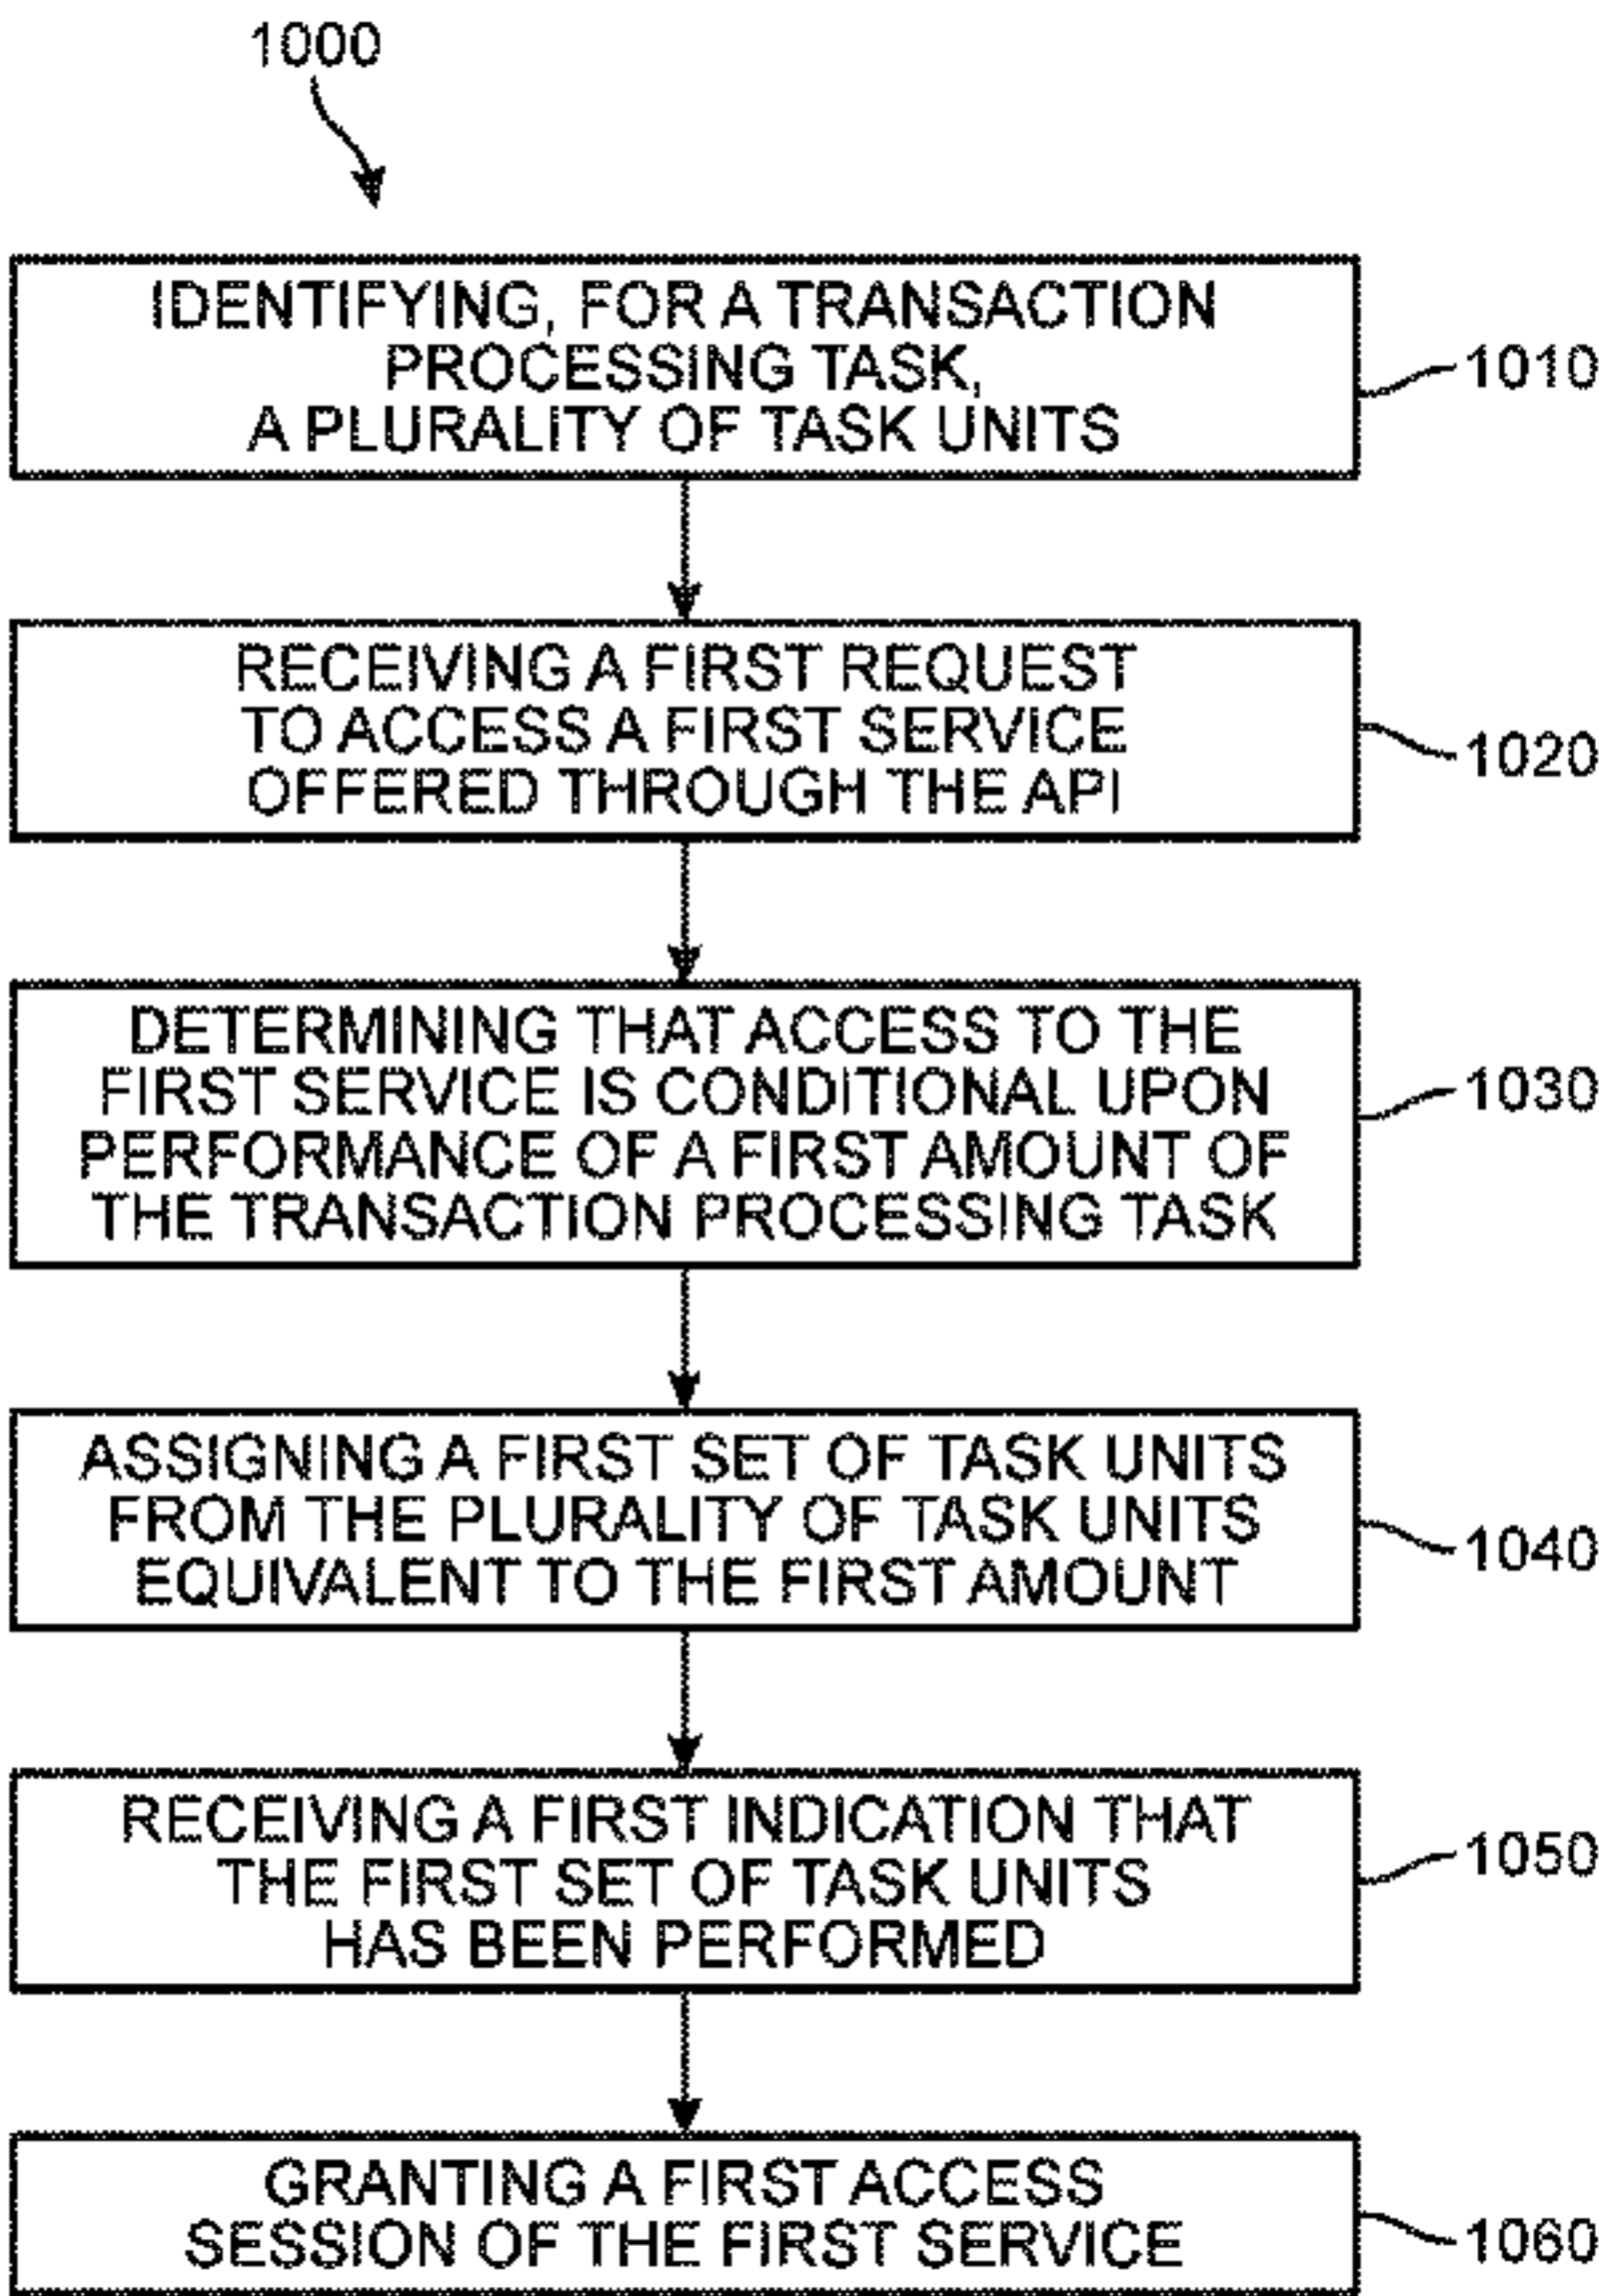 1000
IDENTIFYING, FOR A TRANSACTION
PROCESSING TASK,
A PLURALITY OF TASK UNITS
1010
RECEIVING A FIRST REQUEST
TO ACCESS A FIRST SERVICE
OFFERED THROUGH THE API
1020
DETERMINING THAT ACCESS TO THE
FIRST SERVICE IS CONDITIONAL UPON
PERFORMANCE OF A FIRST AMOUNT OF
THE TRANSACTION PROCESSING TASK
1030
ASSIGNING A FIRST SET OF TASK UNITS
FROM THE PLURALITY OF TASK UNITS
EQUIVALENT TO THE FIRST AMOUNT
1040
RECEIVING A FIRST INDICATION THAT
THE FIRST SET OF TASK UNITS
HAS BEEN PERFORMED
1050
GRANTING A FIRST ACCESS
SESSION OF THE FIRST SERVICE
1060